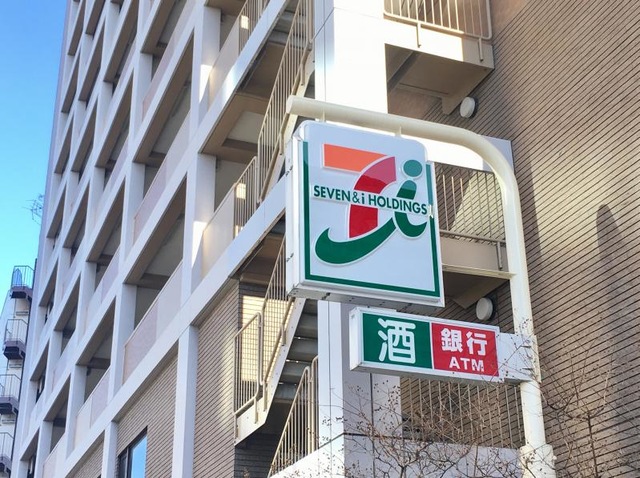 SEVEN & i HOLDINGS
酒
銀行
ATM